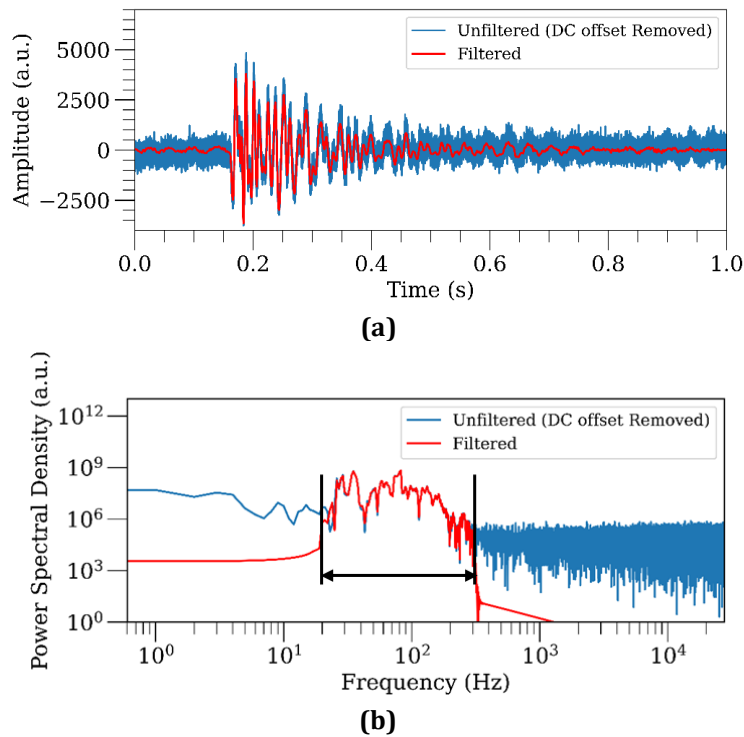 Unfiltered (DC offset Removed)
Filtered
Amplitude (a.u.)
5000
2500
0
−2500
0.0 0.2 0.4 0.6 0.8 1.0
Time (s)
(a)
Unfiltered (DC offset Removed)
Filtered
Power Spectral Density (a.u.)
10¹²
10⁹
10⁶
10³
10⁰
10⁰ 10¹ 10² 10³ 10⁴
Frequency (Hz)
(b)